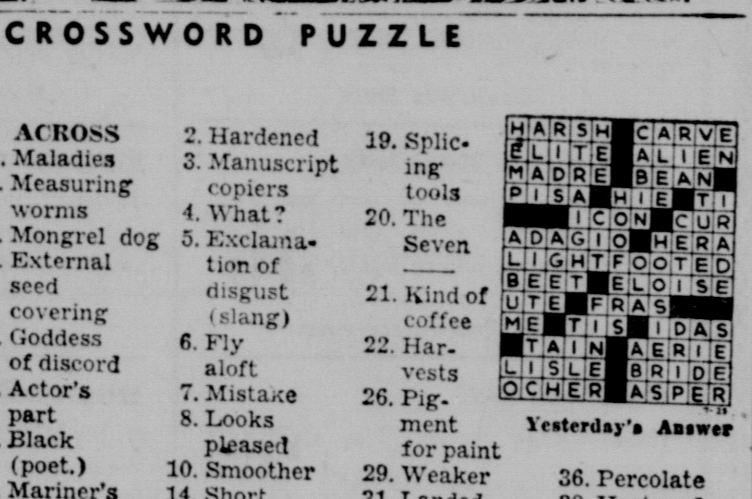 CROSSWORD PUZZLE
ACROSS
. Maladies
. Measuring
worms
. Mongrel dog
. External
seed
covering
. Goddess
of discord
. Actor's
part
. Black
(poet.)
. Mariner's
2. Hardened
3. Manuscript
copiers
4. What?
5. Exclama-
tion of
disgust
(slang)
6. Fly
aloft
7. Mistake
8. Looks
pleased
10. Smoother
14. Short
19. Splic-
ing
tools
20. The
Seven
21. Kind of
coffee
22. Har-
vests
26. Pig-
ment
for paint
29. Weaker
31. Landed
HARSH CARVE
ELITE ALIEN
MADRE BEAN
PISA HIE TI
ICON CUR
ADAGIO HERA
LIGHTFOOTED
BEET ELOISE
UTE FRAS
ME TIS IDAS
TAIN AERIE
LISLE BRIDE
OCHER ASPER
Yesterday's Answer
36. Percolate